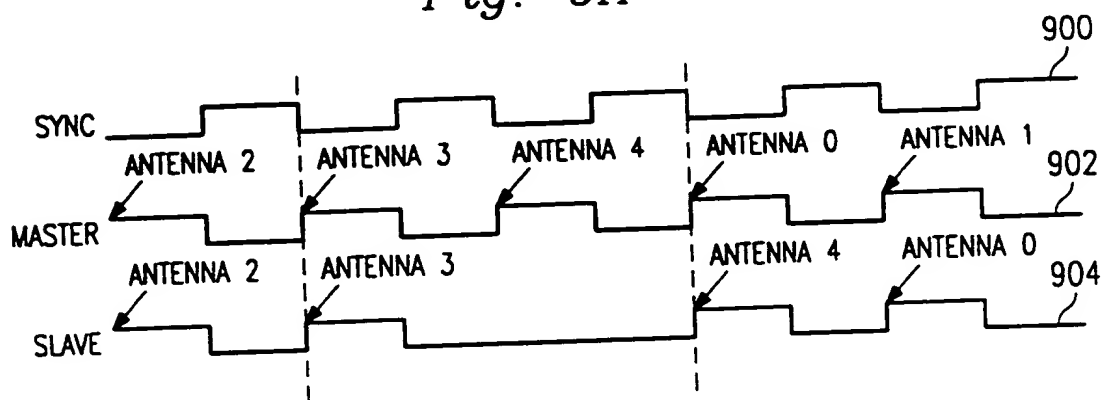 900
SYNC
ANTENNA 2 ANTENNA 3 ANTENNA 4 ANTENNA 0 ANTENNA 1
902
MASTER
ANTENNA 2 ANTENNA 3 ANTENNA 4 ANTENNA 0
904
SLAVE